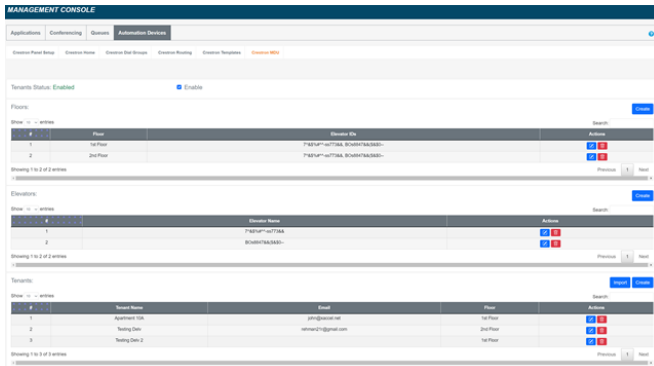 MANAGEMENT CONSOLE
Applications Conferencing Queues Automation Devices
Crestron Panel Setup Crestron Home Crestron Dial Groups Crestron Routing Crestron Templates Crestron MDU
Tenants Status: Enabled Enable
Floors:
Create
Show 10 entries Search:
# Floor Elevator IDs Actions
1 1st Floor
2 2nd Floor
Showing 1 to 2 of 2 entries Previous 1 Next
Elevators:
Create
Show 10 entries Search:
# Elevator Name Actions
1
2
Showing 1 to 2 of 2 entries Previous 1 Next
Tenants:
Import Create
Show 10 entries Search:
# Tenant Name Email Floor Actions
1 Apartment 10A 1st Floor
2 Testing Delv 2nd Floor
3 Testing Delv 2 1st Floor
Showing 1 to 3 of 3 entries Previous 1 Next